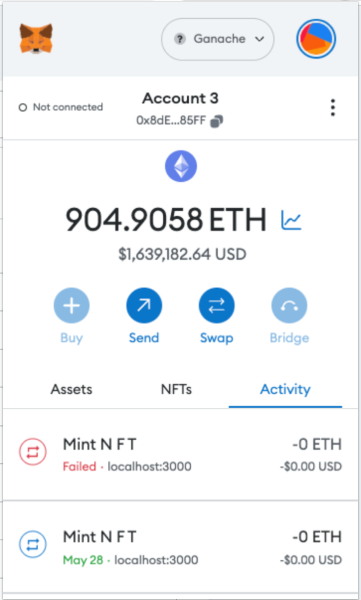 ? Ganache
Not connected
Account 3
0x8dE...85FF
904.9058 ETH
$1,639,182.64 USD
Buy Send Swap Bridge
Assets NFTs Activity
Mint N F T -0 ETH
Failed · localhost:3000 -$0.00 USD
Mint N F T -0 ETH
May 28 · localhost:3000 -$0.00 USD